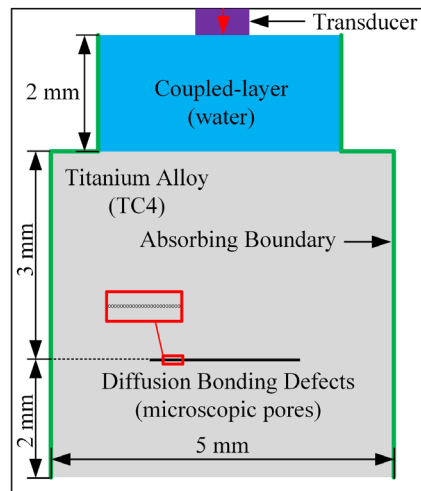 Transducer
2 mm
Coupled-layer
(water)
Titanium Alloy
(TC4)
Absorbing Boundary
3 mm
Diffusion Bonding Defects
(microscopic pores)
2 mm
5 mm